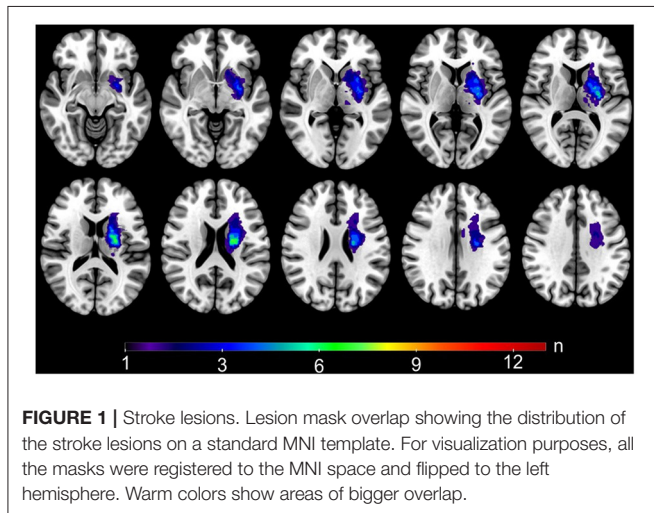 n
1 3 6 9 12
FIGURE 1 | Stroke lesions. Lesion mask overlap showing the distribution of
the stroke lesions on a standard MNI template. For visualization purposes, all
the masks were registered to the MNI space and flipped to the left
hemisphere. Warm colors show areas of bigger overlap.